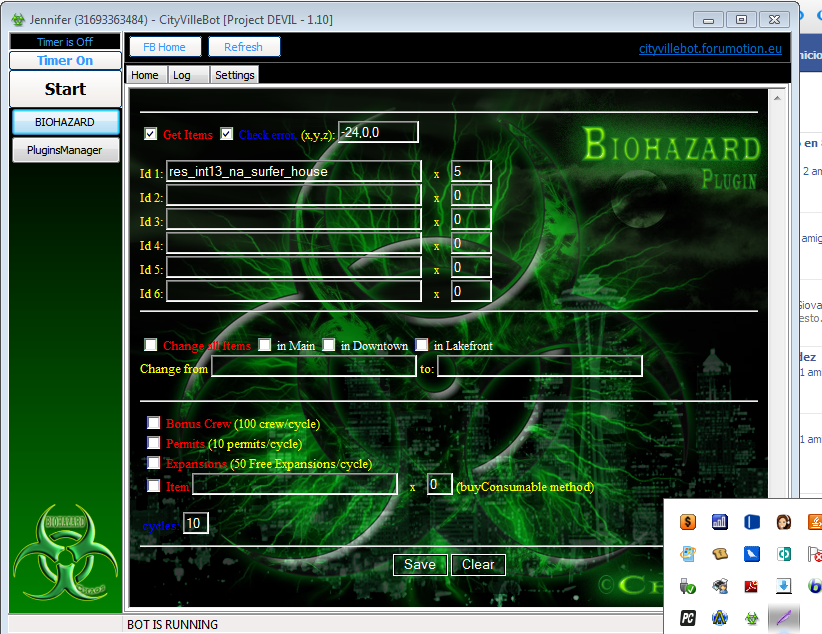 Jennifer (31693363484) - CityVilleBot [Project DEVIL - 1.10]
Timer is Off
Timer On
Start
BIOHAZARD
PluginsManager
FB Home Refresh cityvillebot.forumotion.eu
Home Log Settings
Get Items Check error (x,y,z): -24,0,0
BIOHAZARD
PLUGIN
Id 1: res_int13_na_surfer_house x 5
Id 2: x 0
Id 3: x 0
Id 4: x 0
Id 5: x 0
Id 6: x 0
Change all Items in Main in Downtown in Lakefront
Change from to:
Bonus Crew (100 crew/cycle)
Permits (10 permits/cycle)
Expansions (50 Free Expansions/cycle)
Item x 0 (buyConsumable method)
cycles: 10
Save Clear
BIOHAZARD
BOT IS RUNNING
nicio
en
2 am
amig
esto.
dez
1 am
1 am
PC